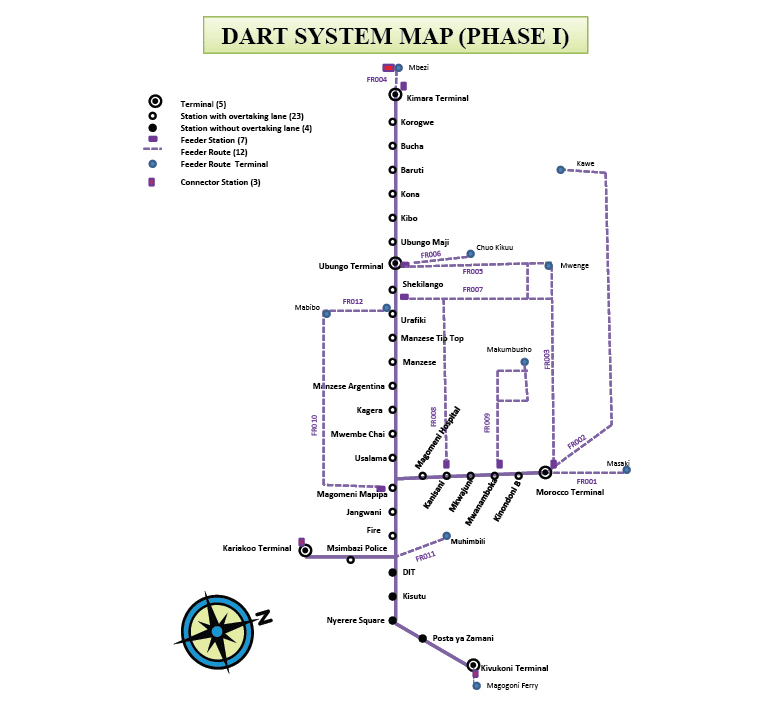 DART SYSTEM MAP (PHASE I)
Mbezi
FR004
Kimara Terminal
Terminal (5)
Station with overtaking lane (23)
Station without overtaking lane (4)
Feeder Station (7)
Feeder Route (12)
Feeder Route Terminal
Connector Station (3)
Korogwe
Bucha
Baruti
Kawe
Kona
Kibo
Ubungo Maji
Chuo Kikuu
FR006
Ubungo Terminal
Mwenge
FR005
Shekilango
FR007
FR012
Mabibo
Urafiki
Manzese Tip Top
Makumbusho
Manzese
FR003
Manzese Argentina
Kagera
FR010
FR008
FR009
Magomeni Hospital
Mwembe Chai
FR002
Usalama
Masaki
FR001
Kanisani
Mkwajuni
Mwanamboka
Kinondoni B
Morocco Terminal
Magomeni Mapipa
Jangwani
Fire
Muhimbili
Kariakoo Terminal
Msimbazi Police
FR011
DIT
Kisutu
N
Nyerere Square
Posta ya Zamani
Kivukoni Terminal
Magogoni Ferry